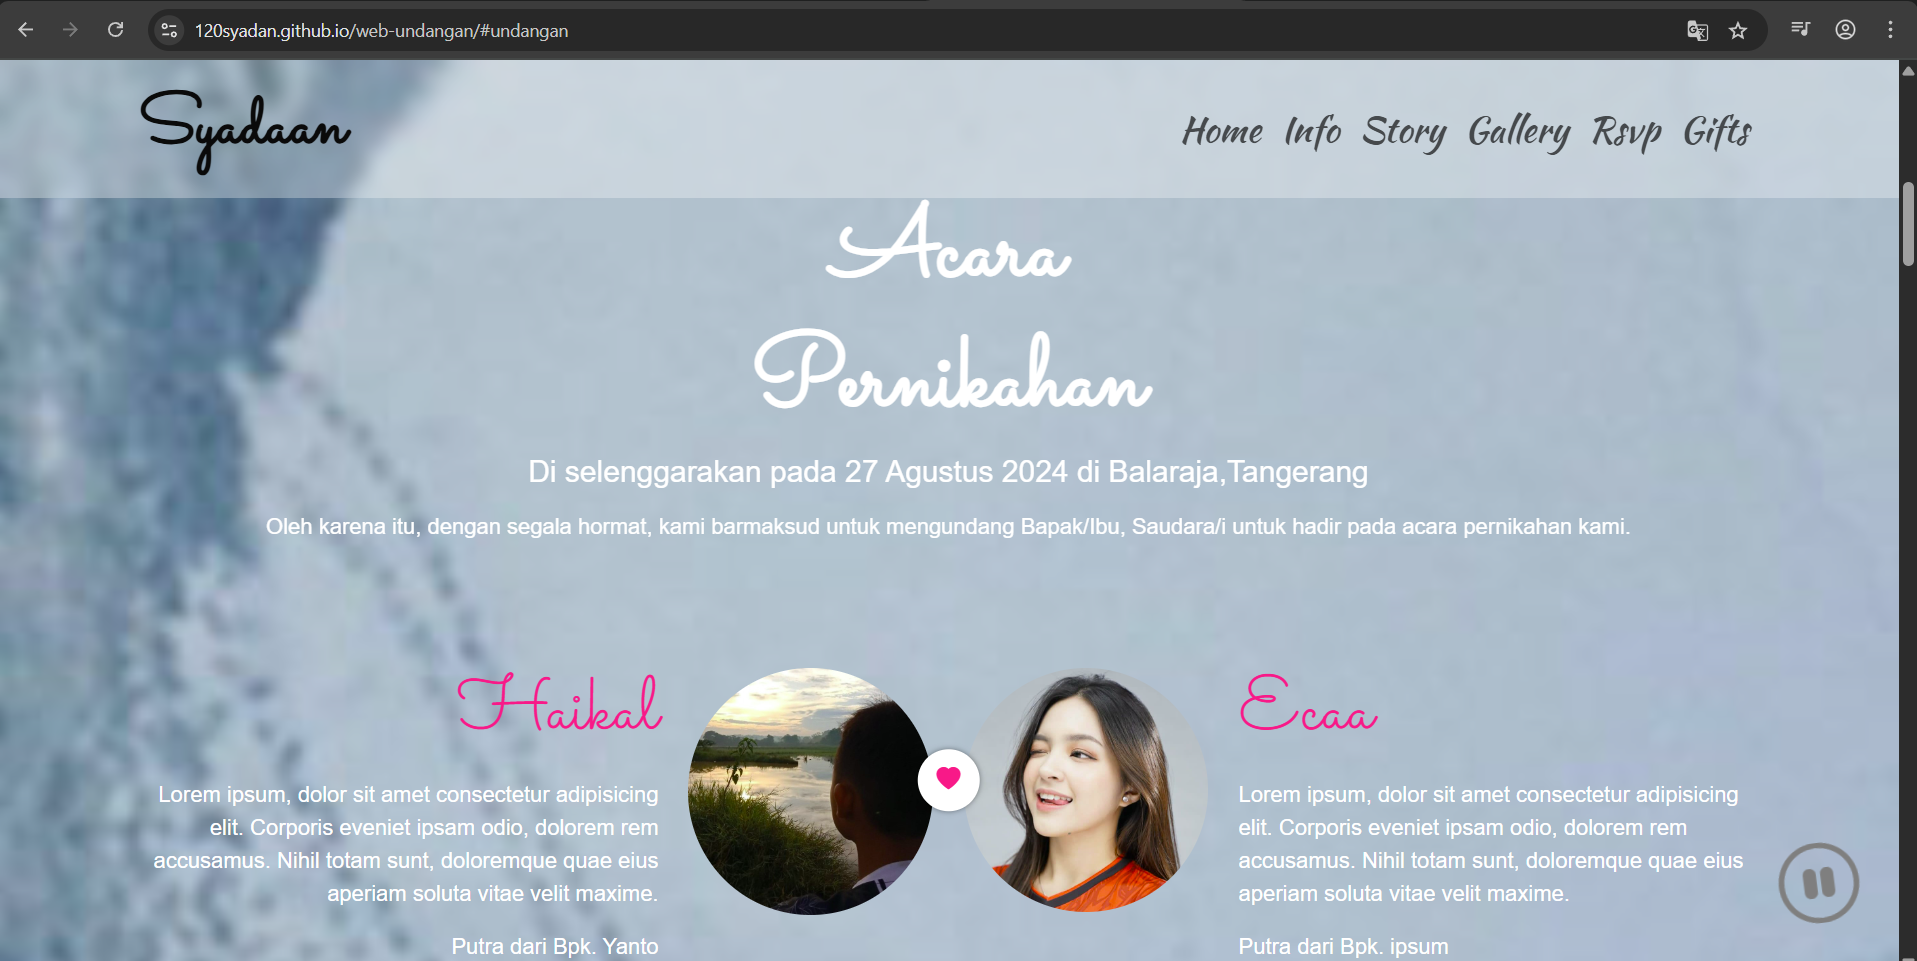 120syadan.github.io/web-undangan/#undangan
Syadaan
Home Info Story Gallery Rsvp Gifts
Acara
Pernikahan
Di selenggarakan pada 27 Agustus 2024 di Balaraja,Tangerang
Oleh karena itu, dengan segala hormat, kami barmaksud untuk mengundang Bapak/Ibu, Saudara/i untuk hadir pada acara pernikahan kami.
Haikal
Lorem ipsum, dolor sit amet consectetur adipisicing
elit. Corporis eveniet ipsam odio, dolorem rem
accusamus. Nihil totam sunt, doloremque quae eius
aperiam soluta vitae velit maxime.
Putra dari Bpk. Yanto
Ecaa
Lorem ipsum, dolor sit amet consectetur adipisicing
elit. Corporis eveniet ipsam odio, dolorem rem
accusamus. Nihil totam sunt, doloremque quae eius
aperiam soluta vitae velit maxime.
Putra dari Bpk. ipsum